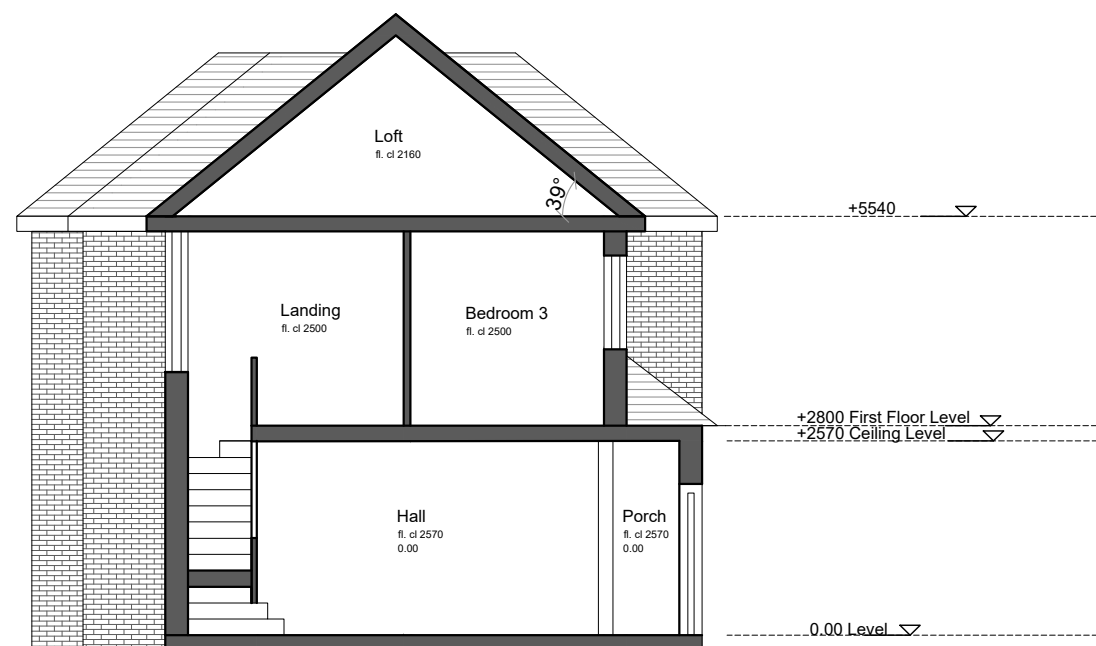 Loft
fl. cl 2160
39°
+5540
Landing
fl. cl 2500
Bedroom 3
fl. cl 2500
+2800 First Floor Level
+2570 Ceiling Level
Hall
fl. cl 2570
0.00
Porch
fl. cl 2570
0.00
0.00 Level